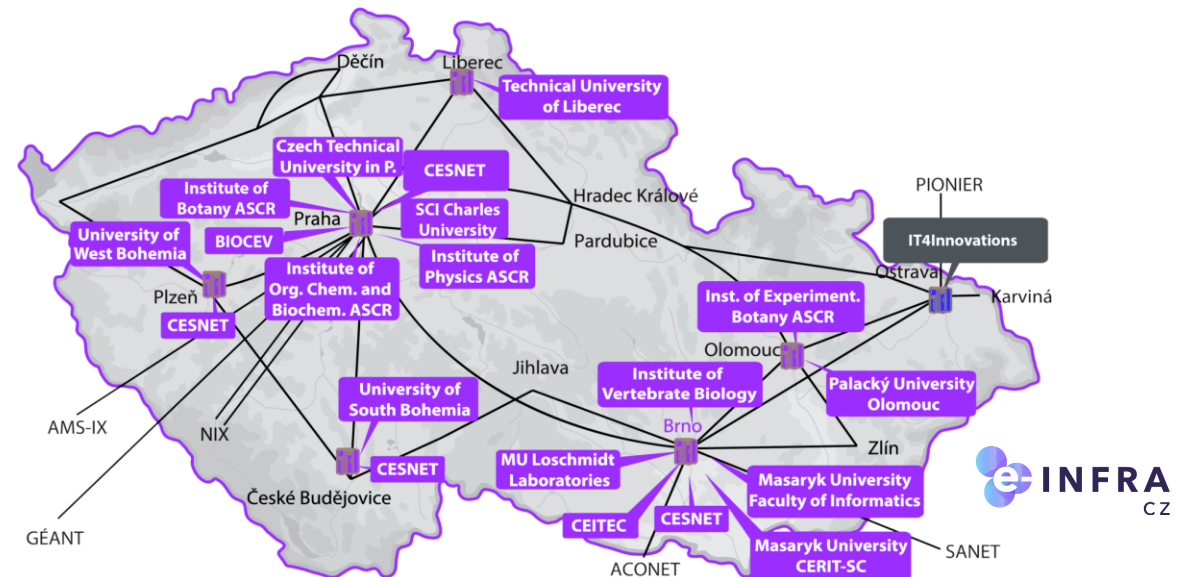 Děčín
Liberec
Technical University
of Liberec
Czech Technical
University in P.
CESNET
Institute of
Botany ASCR
Praha
SCI Charles
University
BIOCEV
University of
West Bohemia
Institute of
Physics ASCR
Institute of
Org. Chem. and
Biochem. ASCR
Plzeň
CESNET
Hradec Králové
Pardubice
PIONIER
IT4Innovations
Ostrava
Karviná
Inst. of Experiment.
Botany ASCR
Olomouc
Palacký University
Olomouc
Jihlava
Institute of
Vertebrate Biology
Brno
University of
South Bohemia
CESNET
České Budějovice
AMS-IX
NIX
GÉANT
MU Loschmidt
Laboratories
CEITEC
CESNET
Masaryk University
Faculty of Informatics
Masaryk University
CERIT-SC
Zlín
ACONET
SANET
e-INFRA
CZ